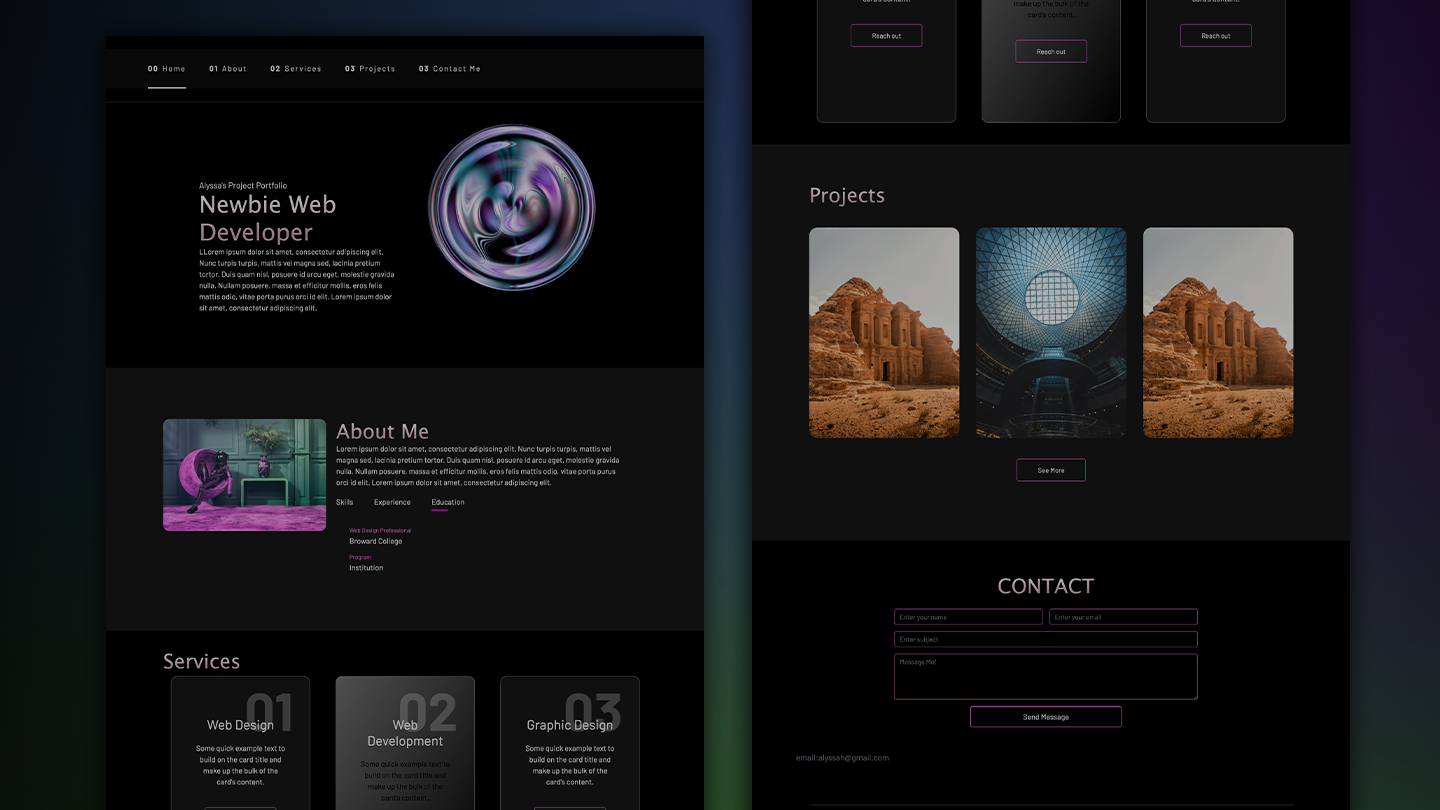 00 Home 01 About 02 Services 03 Projects 03 Contact Me
Alyssa's Project Portfolio
Newbie Web
Developer
LLorem ipsum dolor sit amet, consectetur adipiscing elit.
Nunc turpis turpis, mattis vel magna sed, lacinia pretium
tortor. Duis quam nisl, posuere id arcu eget, molestie gravida
nulla. Nullam posuere, massa et efficitur mollis, eros felis
mattis odio, vitae porta purus orci id elit. Lorem ipsum dolor
sit amet, consectetur adipiscing elit.
About Me
Lorem ipsum dolor sit amet, consectetur adipiscing elit. Nunc turpis turpis, mattis vel
magna sed, lacinia pretium tortor. Duis quam nisl, posuere id arcu eget, molestie gravida
nulla. Nullam posuere, massa et efficitur mollis, eros felis mattis odio, vitae porta purus
orci id elit. Lorem ipsum dolor sit amet, consectetur adipiscing elit.
Skills Experience Education
Web Design Professional
Broward College
Program
Institution
Services
01
Web Design
Some quick example text to
build on the card title and
make up the bulk of the
card's content.
02
Web
Development
Some quick example text to
build on the card title and
make up the bulk of the
card's content..
03
Graphic Design
Some quick example text to
build on the card title and
make up the bulk of the
card's content.
card's content.
Reach out
make up the bulk of the
card's content..
Reach out
card's content.
Reach out
Projects
See More
CONTACT
Enter your name
Enter your email
Enter subject
Message Me!
Send Message
email:alyssah@gmail.com